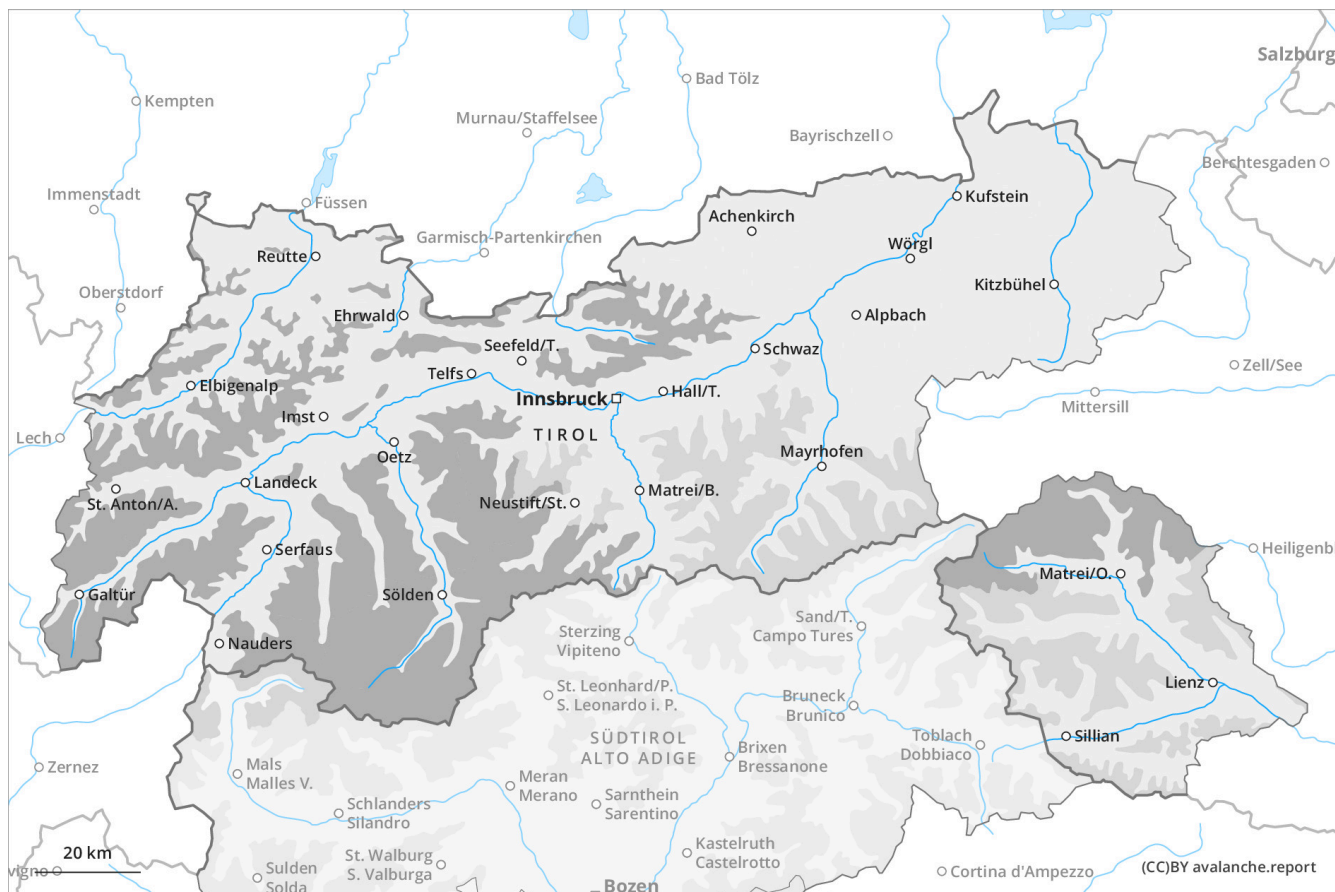 Salzburg
Kempten
Bad Tölz
Murnau/Staffelsee
Bayrischzell
Berchtesgaden
Immenstadt
Füssen
Kufstein
Achenkirch
Garmisch-Partenkirchen
Wörgl
Reutte
Kitzbühel
Oberstdorf
Ehrwald
Alpbach
Seefeld/T.
Schwaz
Zell/See
Telfs
Elbigenalp
Innsbruck
Hall/T.
Mittersill
Imst
Lech
TIROL
Oetz
Mayrhofen
Landeck
St. Anton/A.
Neustift/St.
Matrei/B.
Serfaus
Heiligenb
Matrei/O.
Galtür
Sölden
Sand/T.
Campo Tures
Nauders
Sterzing
Vipiteno
Lienz
St. Leonhard/P.
S. Leonardo i. P.
Bruneck
Brunico
SÜDTIROL
ALTO ADIGE
Toblach
Dobbiaco
Sillian
Brixen
Bressanone
Zernez
Mals
Malles V.
Meran
Merano
Schlanders
Silandro
Sarnthein
Sarentino
Kastelruth
Castelrotto
20 km
vigno
Sulden
Solda
St. Walburg
S. Valburga
Bozen
Cortina d'Ampezzo
(CC)BY avalanche.report